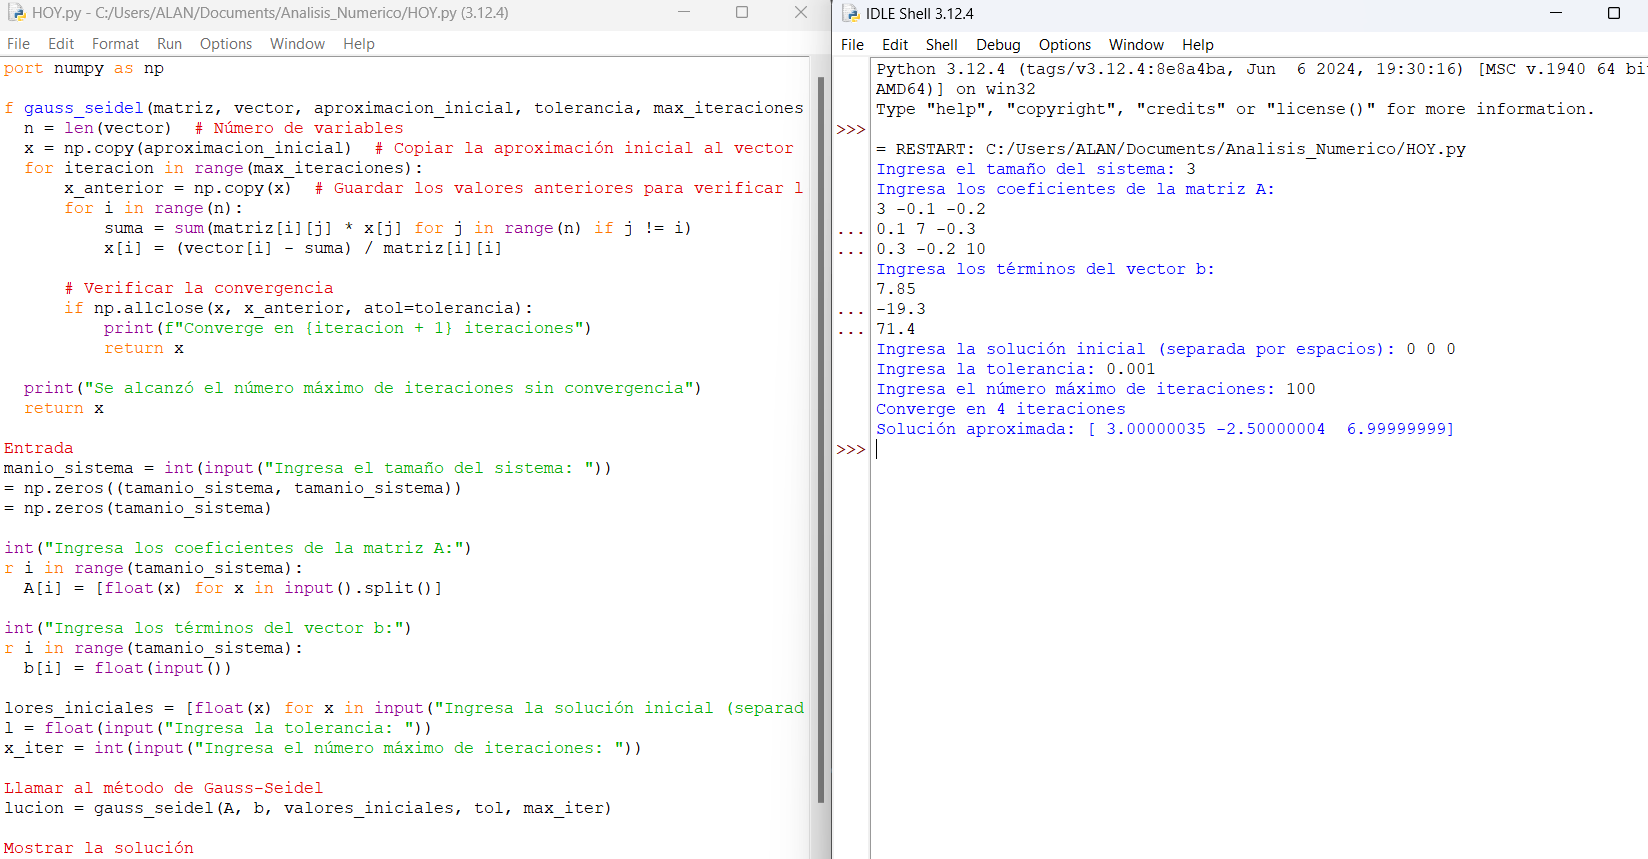 HOY.py - C:/Users/ALAN/Documents/Analisis_Numerico/HOY.py (3.12.4)
File Edit Format Run Options Window Help
port numpy as np
f gauss_seidel(matriz, vector, aproximacion_inicial, tolerancia, max_iteraciones
n = len(vector)  # Número de variables
x = np.copy(aproximacion_inicial)  # Copiar la aproximación inicial al vector
for iteracion in range(max_iteraciones):
x_anterior = np.copy(x)  # Guardar los valores anteriores para verificar l
for i in range(n):
suma = sum(matriz[i][j] * x[j] for j in range(n) if j != i)
x[i] = (vector[i] - suma) / matriz[i][i]
# Verificar la convergencia
if np.allclose(x, x_anterior, atol=tolerancia):
print(f"Converge en {iteracion + 1} iteraciones")
return x
print("Se alcanzó el número máximo de iteraciones sin convergencia")
return x
Entrada
manio_sistema = int(input("Ingresa el tamaño del sistema: "))
= np.zeros((tamanio_sistema, tamanio_sistema))
= np.zeros(tamanio_sistema)
int("Ingresa los coeficientes de la matriz A:")
r i in range(tamanio_sistema):
A[i] = [float(x) for x in input().split()]
int("Ingresa los términos del vector b:")
r i in range(tamanio_sistema):
b[i] = float(input())
lores_iniciales = [float(x) for x in input("Ingresa la solución inicial (separad
l = float(input("Ingresa la tolerancia: "))
x_iter = int(input("Ingresa el número máximo de iteraciones: "))
Llamar al método de Gauss-Seidel
lucion = gauss_seidel(A, b, valores_iniciales, tol, max_iter)
Mostrar la solución
IDLE Shell 3.12.4
File Edit Shell Debug Options Window Help
Python 3.12.4 (tags/v3.12.4:8e8a4ba, Jun  6 2024, 19:30:16) [MSC v.1940 64 bi
AMD64)] on win32
Type "help", "copyright", "credits" or "license()" for more information.
>>>
= RESTART: C:/Users/ALAN/Documents/Analisis_Numerico/HOY.py
Ingresa el tamaño del sistema: 3
Ingresa los coeficientes de la matriz A:
3 -0.1 -0.2
... 0.1 7 -0.3
... 0.3 -0.2 10
Ingresa los términos del vector b:
7.85
... -19.3
... 71.4
Ingresa la solución inicial (separada por espacios): 0 0 0
Ingresa la tolerancia: 0.001
Ingresa el número máximo de iteraciones: 100
Converge en 4 iteraciones
Solución aproximada: [ 3.00000035 -2.50000004  6.99999999]
>>>